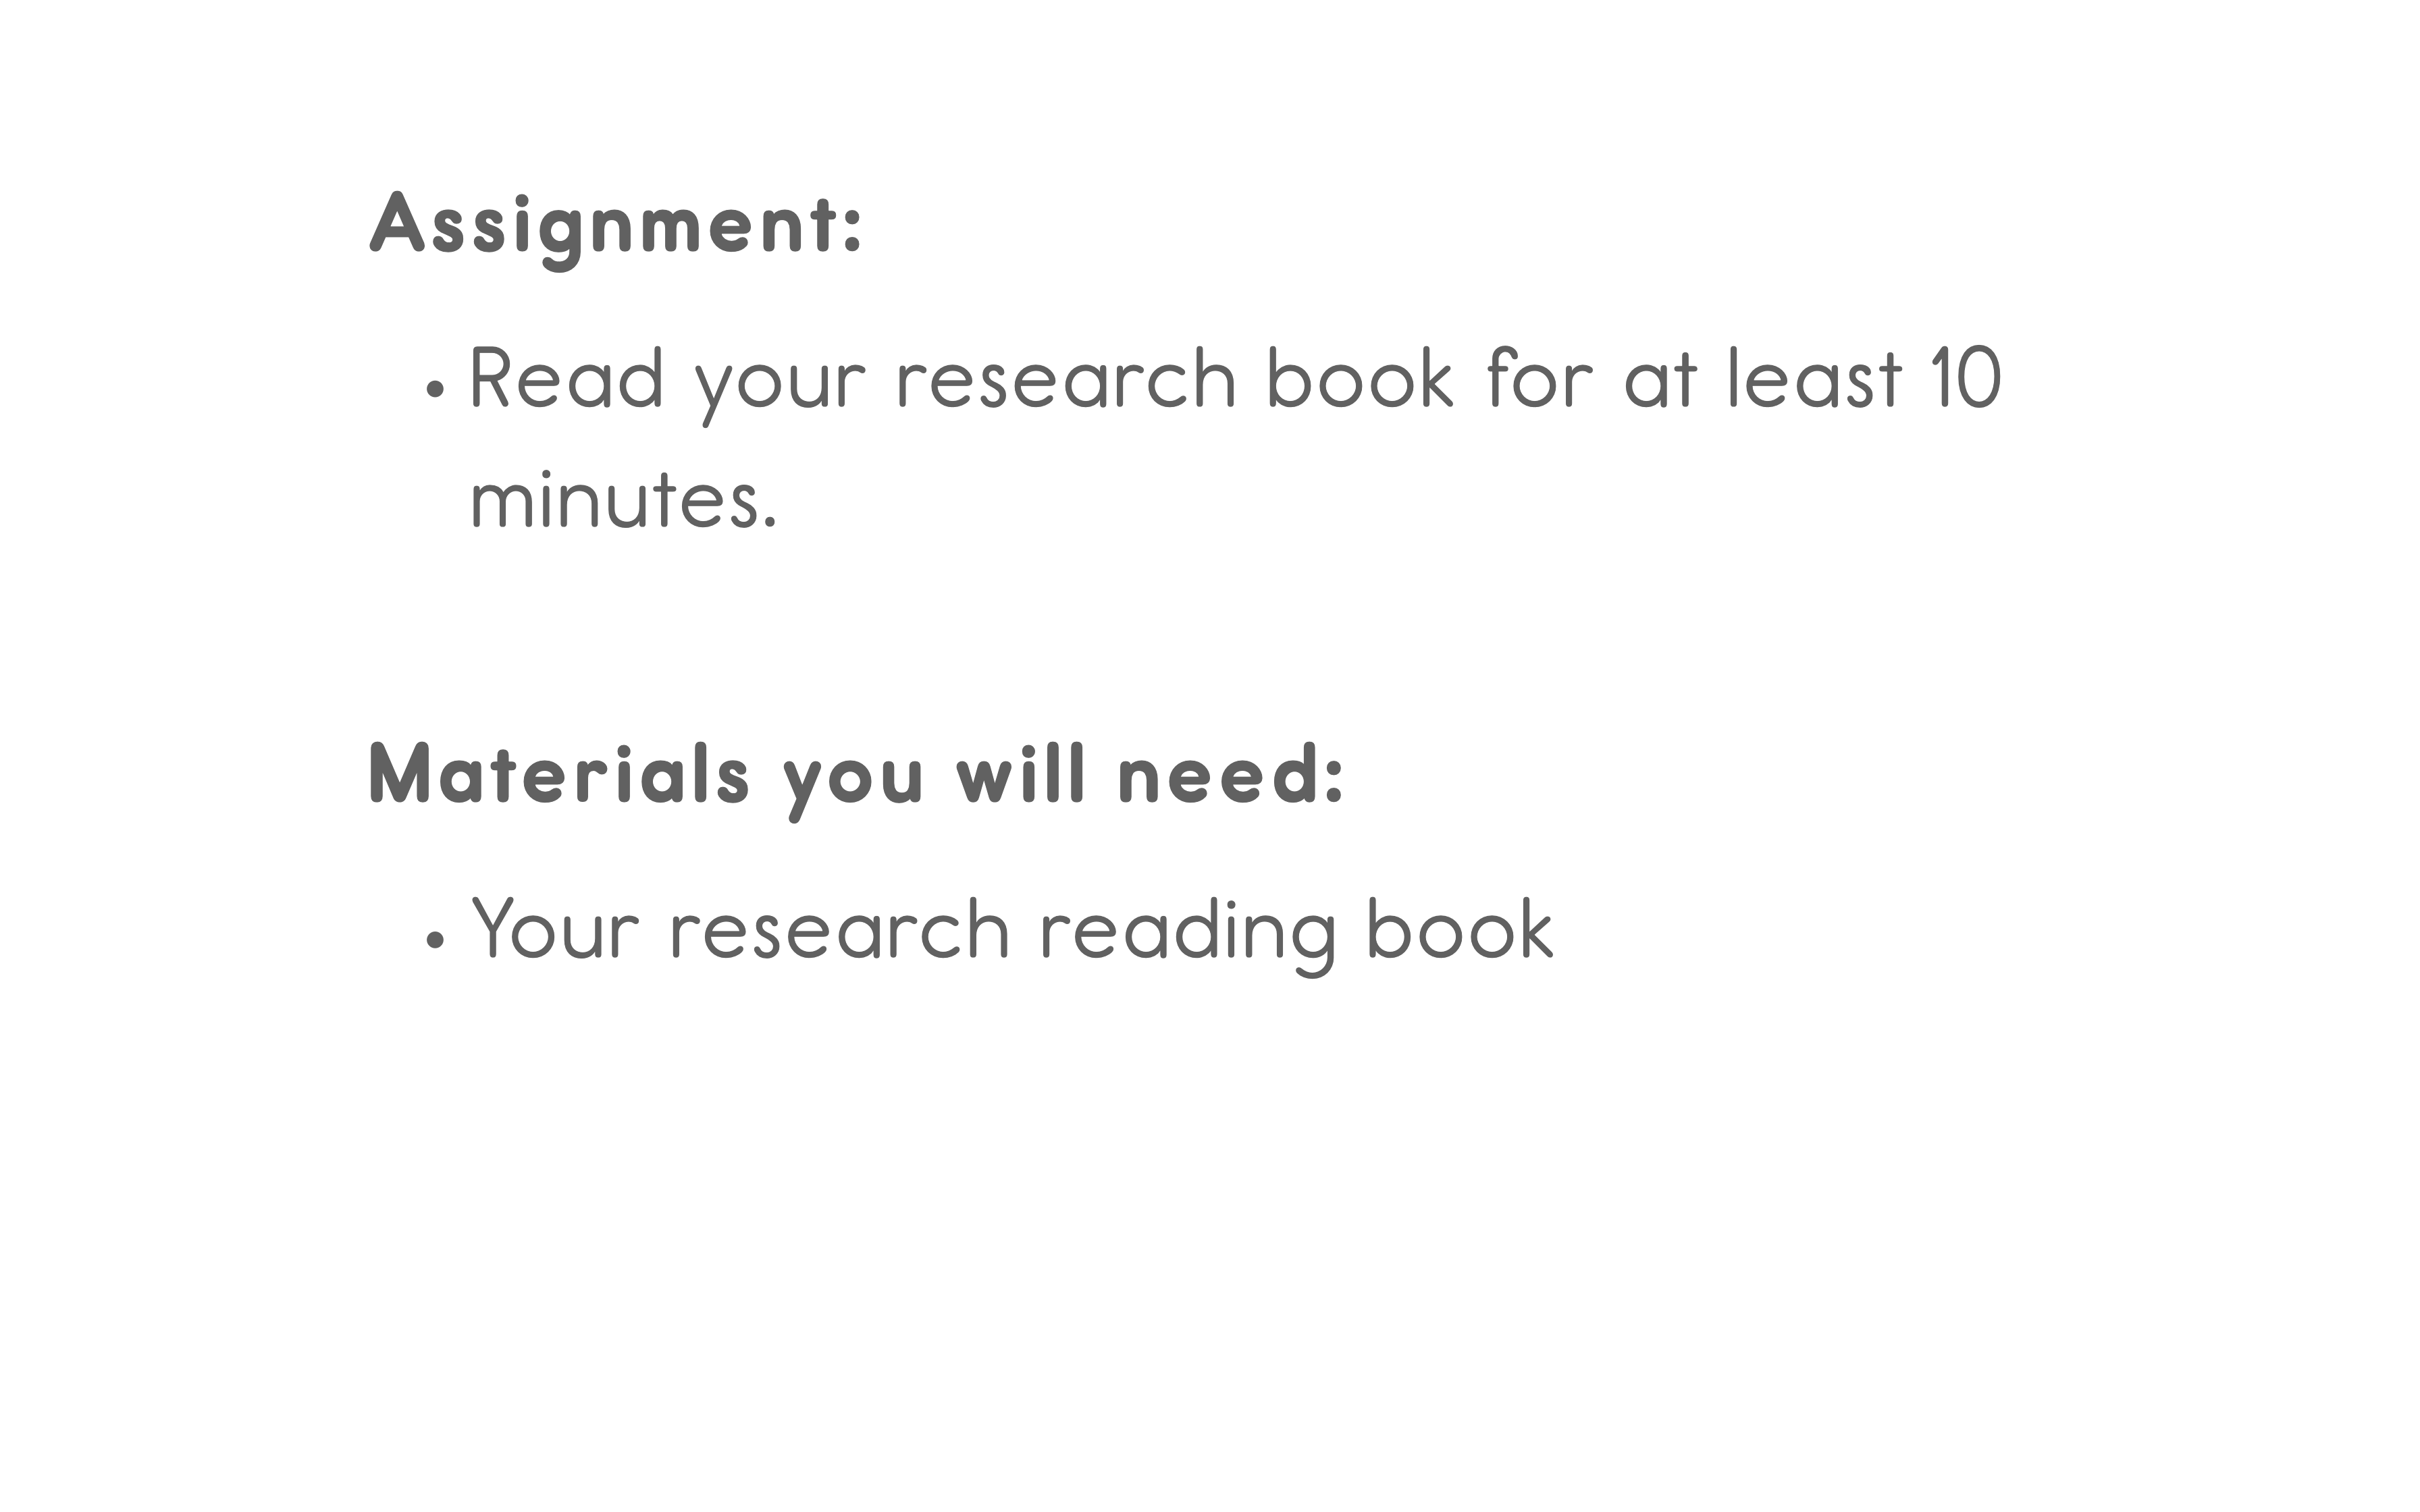 Assignment:
• Read your research book for at least 10
minutes.
Materials you will need:
• Your research reading book